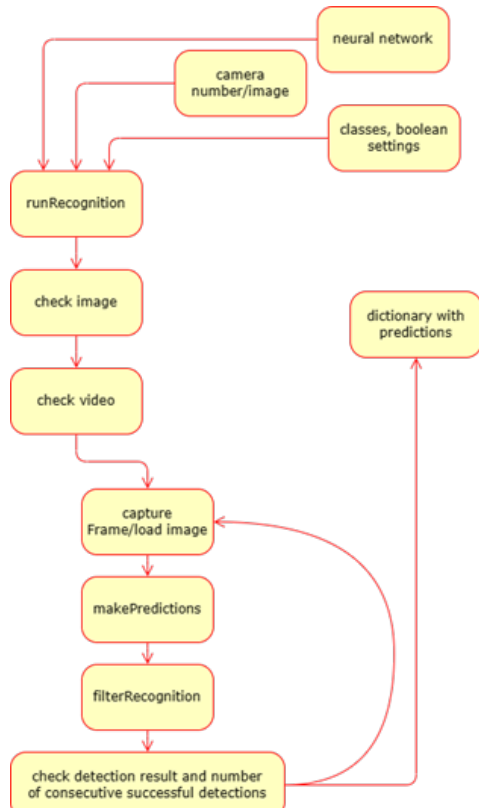 neural network
camera
number/image
classes, boolean
settings
runRecognition
check image
dictionary with
predictions
check video
capture
Frame/load image
makePredictions
filterRecognition
check detection result and number
of consecutive successful detections